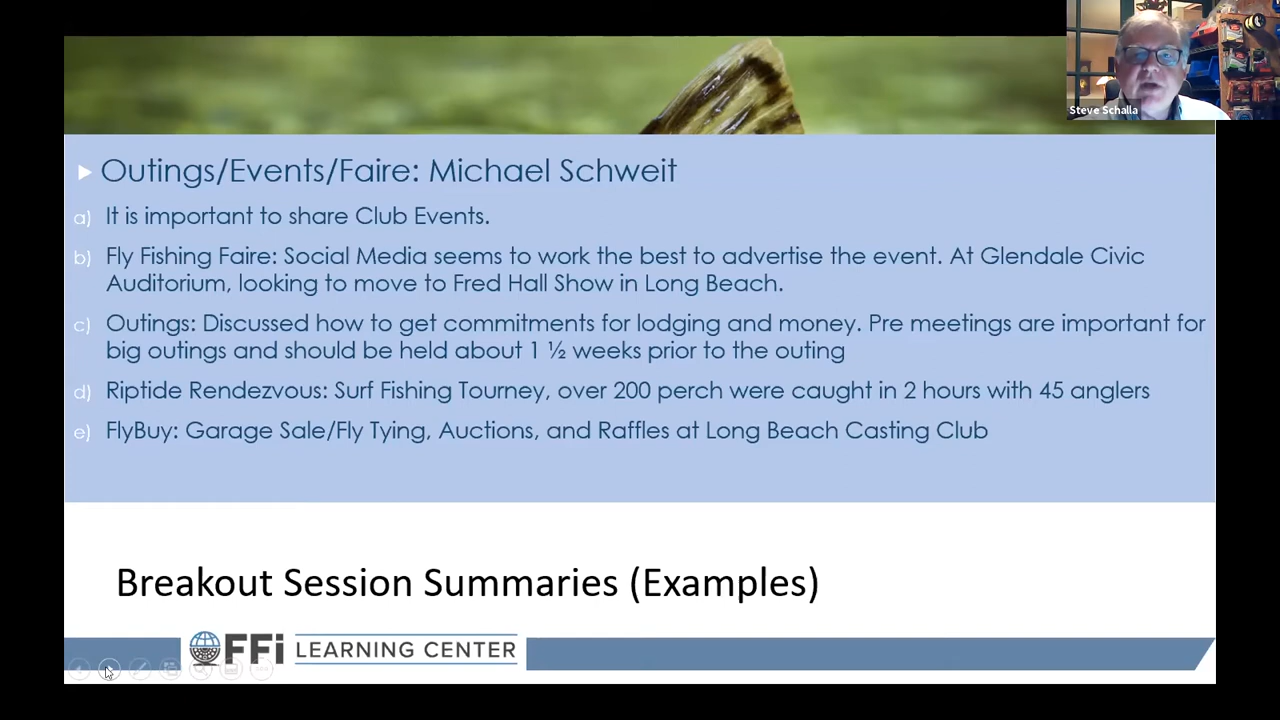 Steve Schalla
Outings/Events/Faire: Michael Schweit
a) It is important to share Club Events.
b) Fly Fishing Faire: Social Media seems to work the best to advertise the event. At Glendale Civic
Auditorium, looking to move to Fred Hall Show in Long Beach.
c) Outings: Discussed how to get commitments for lodging and money. Pre meetings are important for
big outings and should be held about 1 ½ weeks prior to the outing
d) Riptide Rendezvous: Surf Fishing Tourney, over 200 perch were caught in 2 hours with 45 anglers
e) FlyBuy: Garage Sale/Fly Tying, Auctions, and Raffles at Long Beach Casting Club
Breakout Session Summaries (Examples)
FFi LEARNING CENTER